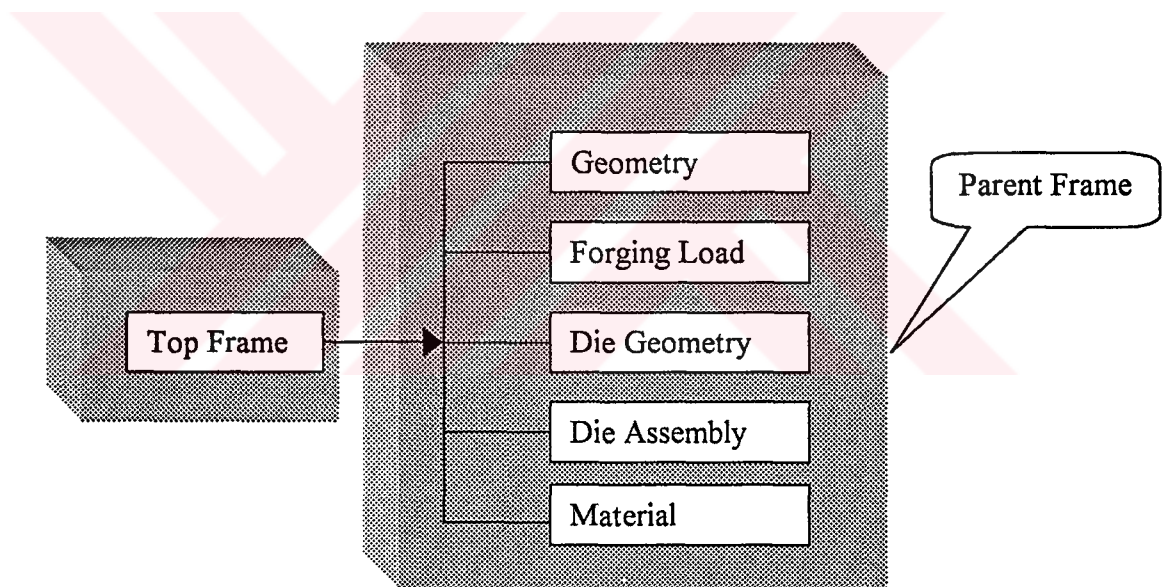 Geometry
Parent Frame
Forging Load
Top Frame
Die Geometry
Die Assembly
Material